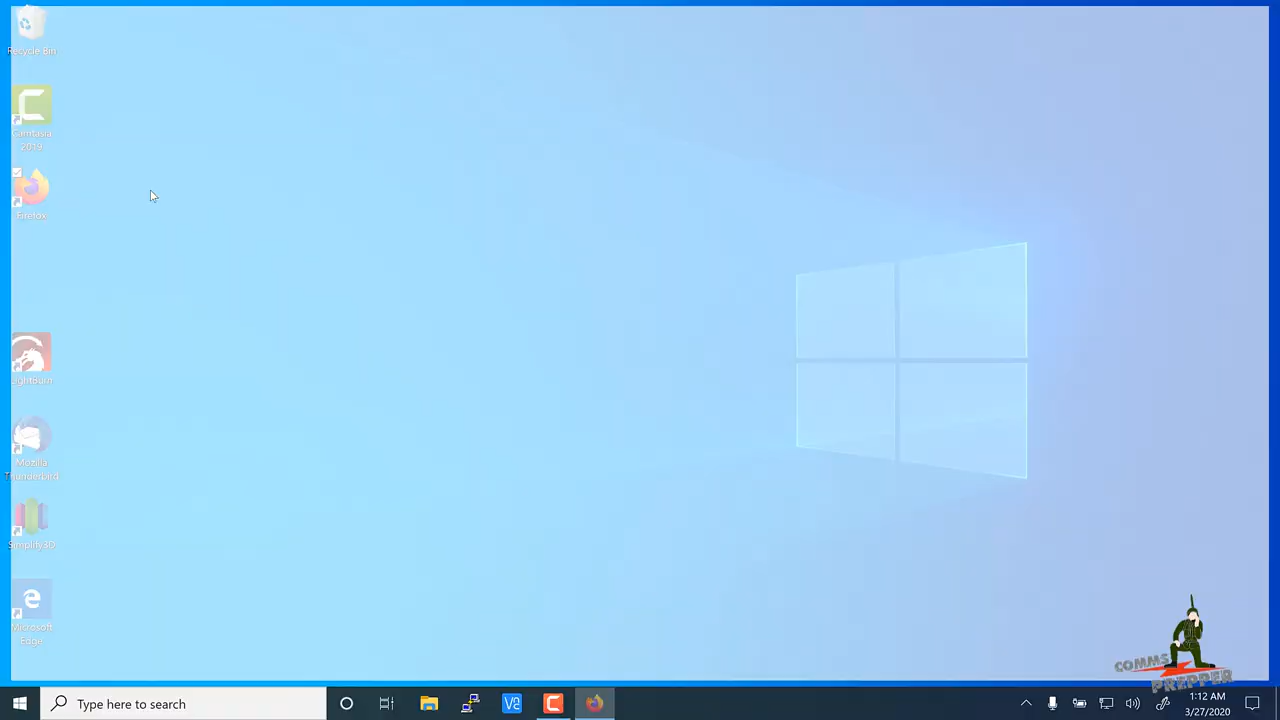 Recycle Bin
Camtasia
2019
Firefox
LightBurn
Mozilla
Thunderbird
Simplify3D
Microsoft
Edge
COMMS
PREPPER
Type here to search
1:12 AM
3/27/2020